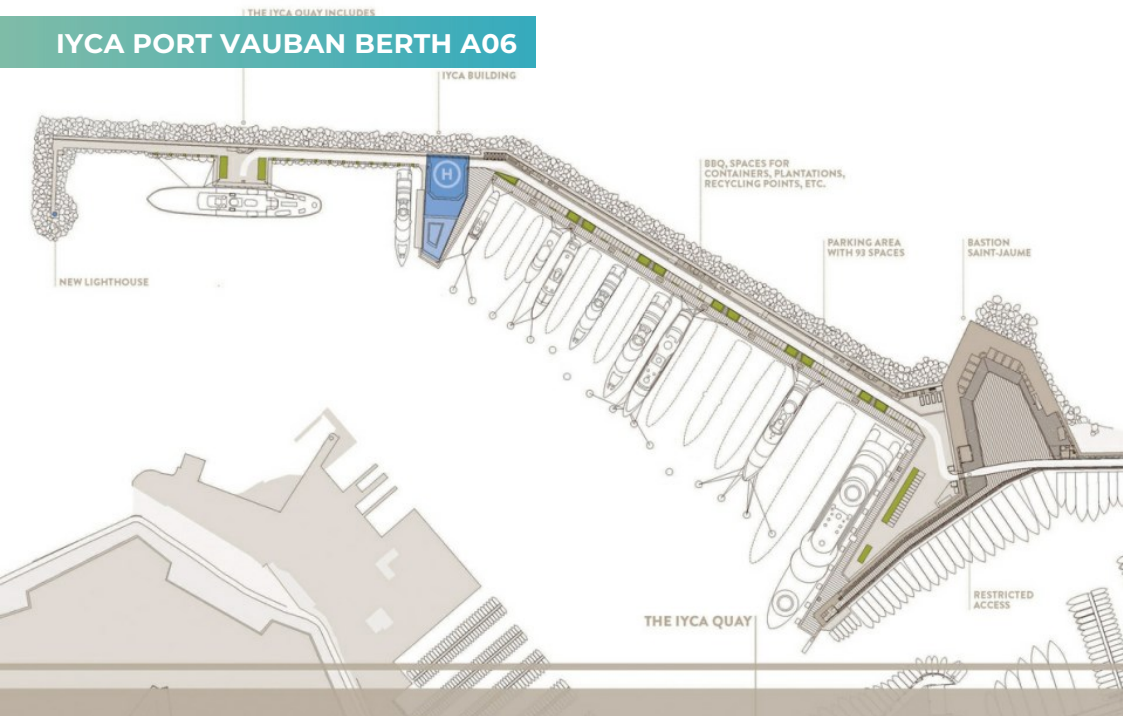 THE IYCA QUAY INCLUDES
IYCA PORT VAUBAN BERTH A06
IYCA BUILDING
H
BBQ, SPACES FOR
CONTAINERS, PLANTATIONS,
RECYCLING POINTS, ETC.
PARKING AREA
WITH 93 SPACES
BASTION
SAINT-JAUME
NEW LIGHTHOUSE
RESTRICTED
ACCESS
THE IYCA QUAY